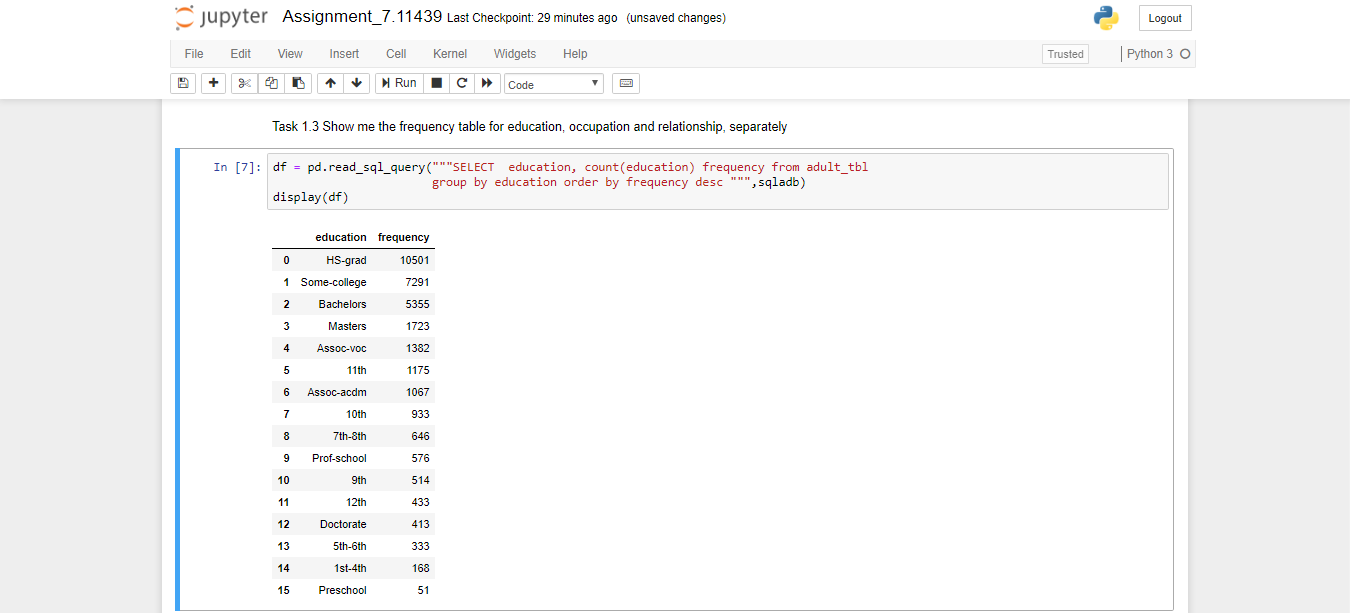 jupyter Assignment_7.11439 Last Checkpoint: 29 minutes ago (unsaved changes) Logout
File Edit View Insert Cell Kernel Widgets Help Trusted Python 3
Run Code
Task 1.3 Show me the frequency table for education, occupation and relationship, separately
In [7]: df = pd.read_sql_query("""SELECT  education, count(education) frequency from adult_tbl
group by education order by frequency desc """,sqladb)
display(df)
education frequency
0 HS-grad 10501
1 Some-college 7291
2 Bachelors 5355
3 Masters 1723
4 Assoc-voc 1382
5 11th 1175
6 Assoc-acdm 1067
7 10th 933
8 7th-8th 646
9 Prof-school 576
10 9th 514
11 12th 433
12 Doctorate 413
13 5th-6th 333
14 1st-4th 168
15 Preschool 51